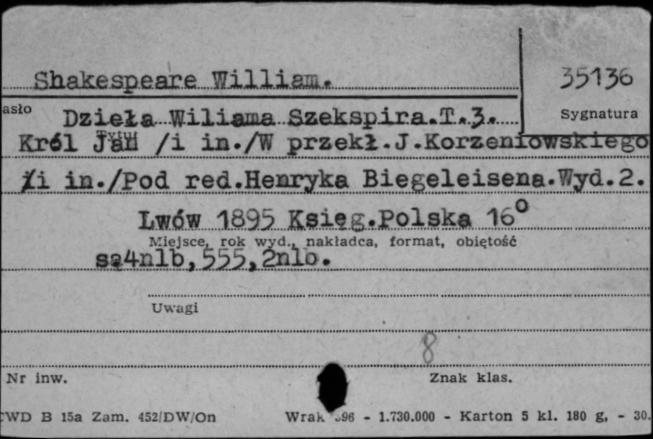 Shakespeare William. 35136
asło Dzieła Wiliama Szekspira.T.3. Sygnatura
Król Jan /i in./W przekł.J.Korzeniowskiego
/i in./Pod red.Henryka Biegeleisena.Wyd.2.
Lwów 1895 Księg.Polska 16°
Miejsce, rok wyd., nakładca, format, objętość
s.4nlb,555,2nlb.
Uwagi
8
Nr inw. Znak klas.
CWD B 15a Zam. 452/DW/On Wrak 96 - 1.730.000 - Karton 5 kl. 180 g, - 30.